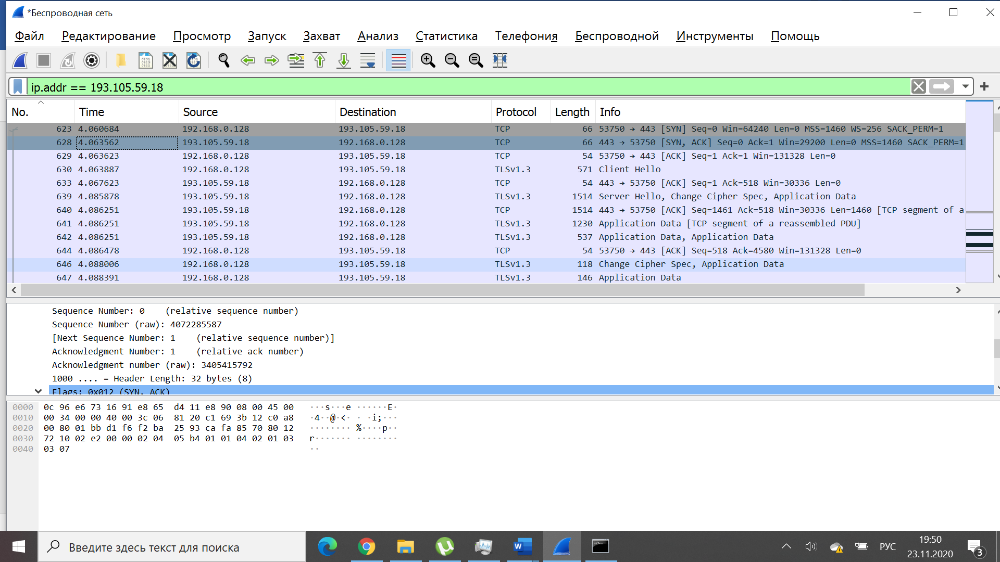 *Беспроводная сеть
Файл Редактирование Просмотр Запуск Захват Анализ Статистика Телефония Беспроводной Инструменты Помощь
ip.addr == 193.105.59.18
No. Time Source Destination Protocol Length Info
623 4.060684 192.168.0.128 193.105.59.18 TCP 66 53750 → 443 [SYN] Seq=0 Win=64240 Len=0 MSS=1460 WS=256 SACK_PERM=1
628 4.063562 193.105.59.18 192.168.0.128 TCP 66 443 → 53750 [SYN, ACK] Seq=0 Ack=1 Win=29200 Len=0 MSS=1460 SACK_PERM=1
629 4.063623 192.168.0.128 193.105.59.18 TCP 54 53750 → 443 [ACK] Seq=1 Ack=1 Win=131328 Len=0
630 4.063887 192.168.0.128 193.105.59.18 TLSv1.3 571 Client Hello
633 4.067623 193.105.59.18 192.168.0.128 TCP 54 443 → 53750 [ACK] Seq=1 Ack=518 Win=30336 Len=0
639 4.085878 193.105.59.18 192.168.0.128 TLSv1.3 1514 Server Hello, Change Cipher Spec, Application Data
640 4.086251 193.105.59.18 192.168.0.128 TCP 1514 443 → 53750 [ACK] Seq=1461 Ack=518 Win=30336 Len=1460 [TCP segment of a
641 4.086251 193.105.59.18 192.168.0.128 TLSv1.3 1230 Application Data [TCP segment of a reassembled PDU]
642 4.086251 193.105.59.18 192.168.0.128 TLSv1.3 537 Application Data, Application Data
644 4.086478 192.168.0.128 193.105.59.18 TCP 54 53750 → 443 [ACK] Seq=518 Ack=4580 Win=131328 Len=0
646 4.088006 192.168.0.128 193.105.59.18 TLSv1.3 118 Change Cipher Spec, Application Data
647 4.088391 192.168.0.128 193.105.59.18 TLSv1.3 146 Application Data
Sequence Number: 0 (relative sequence number)
Sequence Number (raw): 4072285587
[Next Sequence Number: 1 (relative sequence number)]
Acknowledgment Number: 1 (relative ack number)
Acknowledgment number (raw): 3405415792
1000 .... = Header Length: 32 bytes (8)
Flags: 0x012 (SYN, ACK)
0000 0c 96 e6 73 16 91 e8 65 d4 11 e8 90 08 00 45 00 ···s···e ······E·
0010 00 34 00 00 40 00 3c 06 81 20 c1 69 3b 12 c0 a8 ·4··@·<· · ·i;···
0020 00 80 01 bb d1 f6 f2 ba 25 93 ca fa 85 70 80 12 ········ %····p··
0030 72 10 02 e2 00 00 02 04 05 b4 01 01 04 02 01 03 r······· ········
0040 03 07 ··
Введите здесь текст для поиска
РУС
19:50
23.11.2020
3